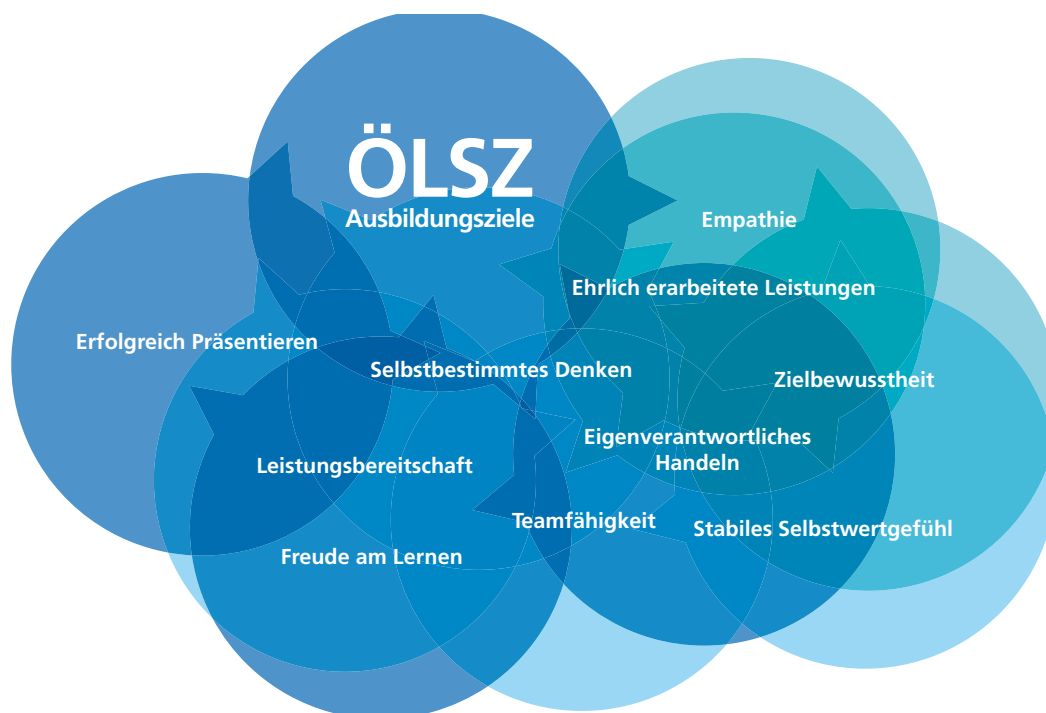 ÖLSZ
Ausbildungsziele
Empathie
Ehrlich erarbeitete Leistungen
Erfolgreich Präsentieren
Selbstbestimmtes Denken
Zielbewusstheit
Eigenverantwortliches
Handeln
Leistungsbereitschaft
Teamfähigkeit
Stabiles Selbstwertgefühl
Freude am Lernen